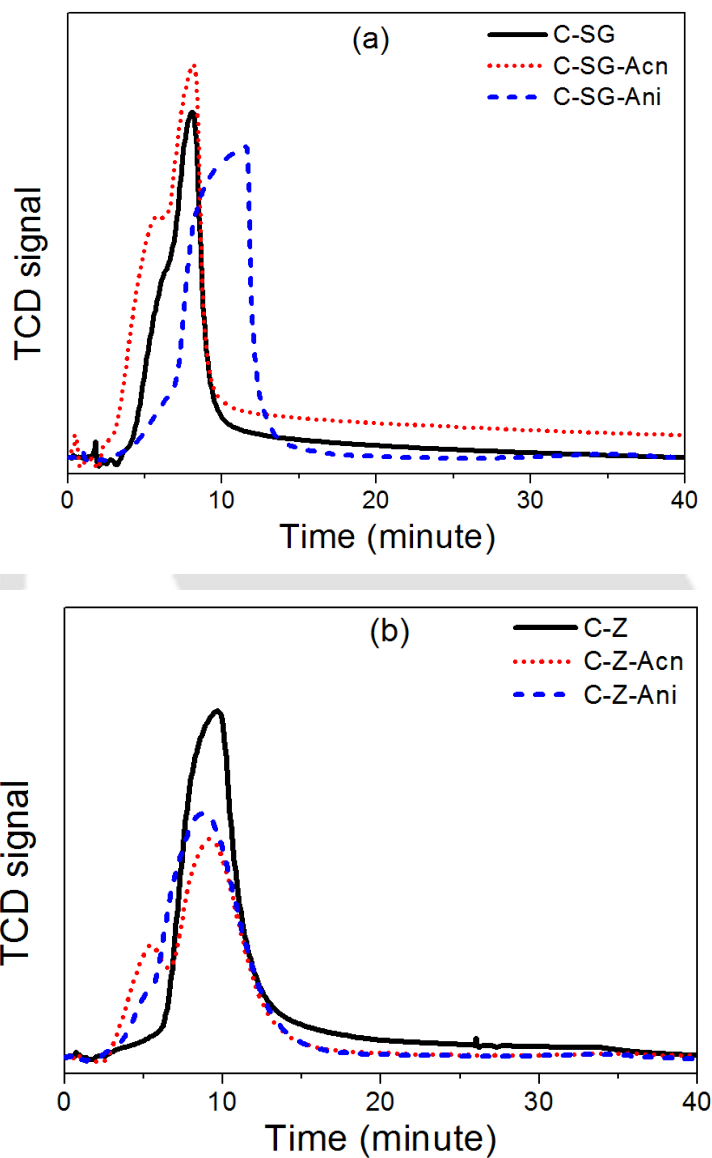 (a)
C-SG
C-SG-Acn
C-SG-Ani
TCD signal
0 10 20 30 40
Time (minute)
(b)
C-Z
C-Z-Acn
C-Z-Ani
TCD signal
0 10 20 30 40
Time (minute)